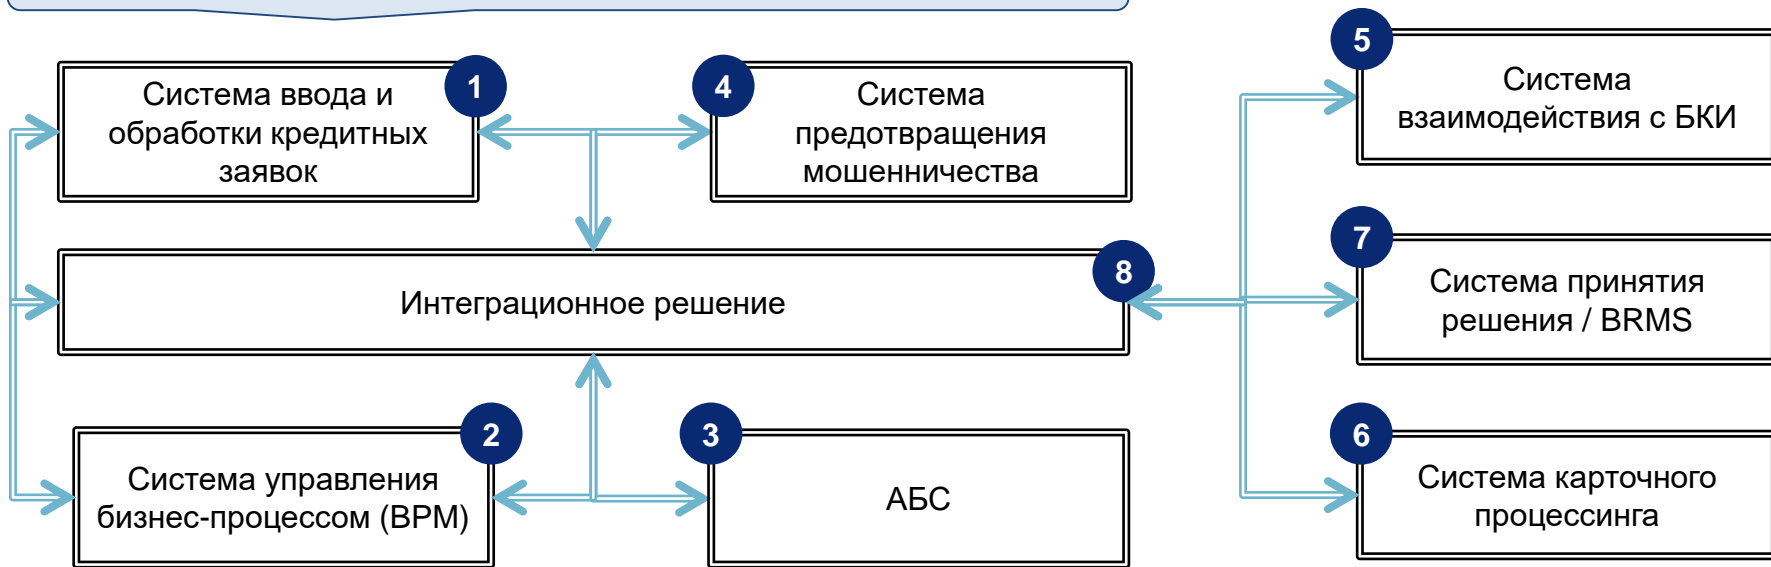 1
Система ввода и
обработки кредитных
заявок
4
Система
предотвращения
мошенничества
5
Система
взаимодействия с БКИ
8
Интеграционное решение
7
Система принятия
решения / BRMS
2
Система управления
бизнес-процессом (BPM)
3
АБС
6
Система карточного
процессинга